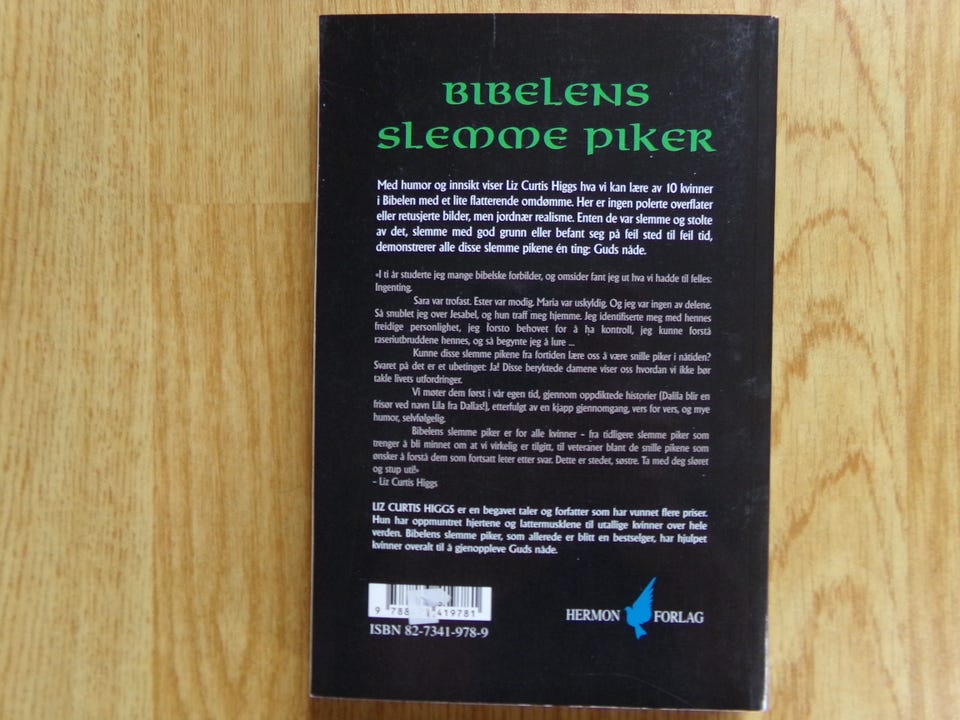 BIBELENS
SLEMME PIKER
Med humor og innsikt viser Liz Curtis Higgs hva vi kan lære av 10 kvinner
i Bibelen med et lite flatterende omdømme. Her er ingen polerte overflater
eller retusjerte bilder, men jordnær realisme. Enten de var slemme og stolte
av det, slemme med god grunn eller befant seg på feil sted til feil tid,
demonstrerer alle disse slemme pikene én ting: Guds nåde.
«I ti år studerte jeg mange bibelske forbilder, og omsider fant jeg ut hva vi hadde til felles:
Ingenting.
Sara var trofast. Ester var modig. Maria var uskyldig. Og jeg var ingen av delene.
Så snublet jeg over Jesabel, og hun traff meg hjemme. Jeg identifiserte meg med hennes
freidige personlighet, jeg forsto behovet for å ha kontroll, jeg kunne forstå
raseriutbruddene hennes, og så begynte jeg å lure ...
Kunne disse slemme pikene fra fortiden lære oss å være snille piker i nåtiden?
Svaret på det er et ubetinget: Ja! Disse beryktede damene viser oss hvordan vi ikke bør
takle livets utfordringer.
Vi møter dem først i vår egen tid, gjennom oppdiktede historier (Dalila blir en
frisør ved navn Lila fra Dallas!), etterfulgt av en kjapp gjennomgang, vers for vers, og mye
humor, selvfølgelig.
Bibelens slemme piker er for alle kvinner – fra tidligere slemme piker som
trenger å bli minnet om at vi virkelig er tilgitt, til veteraner blant de snille pikene som
ønsker å forstå dem som fortsatt leter etter svar. Dette er stedet, søstre. Ta med deg sløret
og stup uti!»
– Liz Curtis Higgs
LIZ CURTIS HIGGS er en begavet taler og forfatter som har vunnet flere priser.
Hun har oppmuntret hjertene og lattermusklene til utallige kvinner over hele
verden. Bibelens slemme piker, som allerede er blitt en bestselger, har hjulpet
kvinner overalt til å gjenoppleve Guds nåde.
9 788 419781
ISBN 82-7341-978-9
HERMON FORLAG